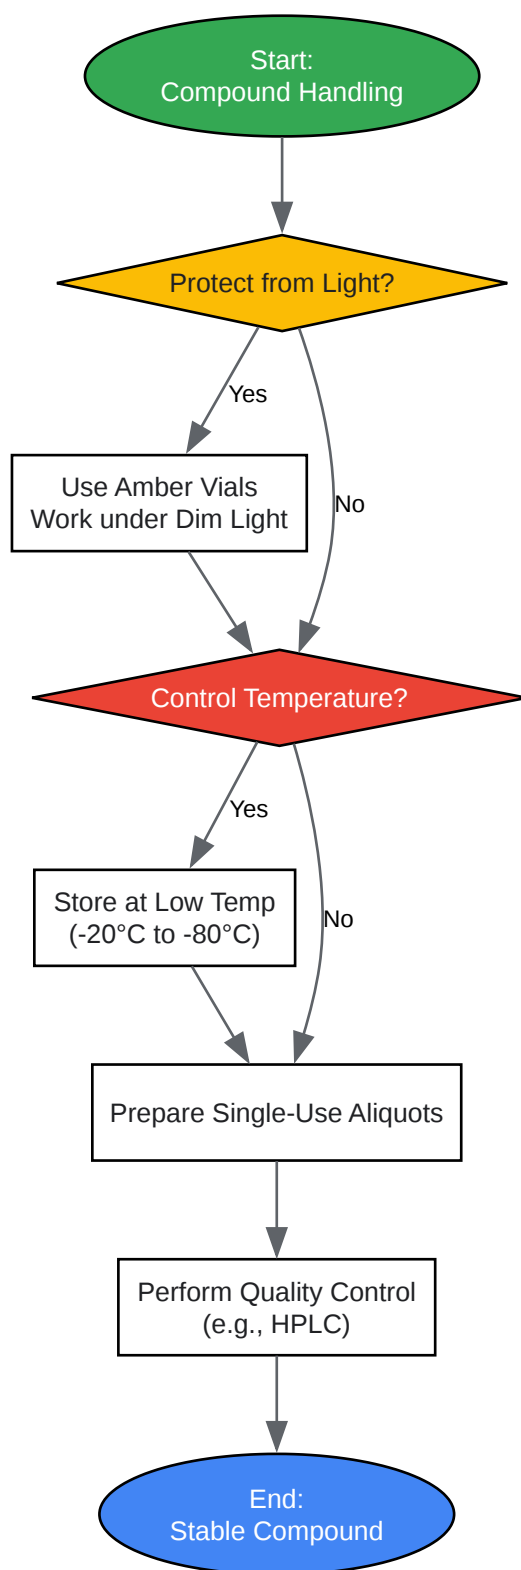 Start:
Compound Handling
Protect from Light?
Yes
Use Amber Vials
Work under Dim Light
No
Control Temperature?
Yes
Store at Low Temp
(-20°C to -80°C)
No
Prepare Single-Use Aliquots
Perform Quality Control
(e.g., HPLC)
End:
Stable Compound